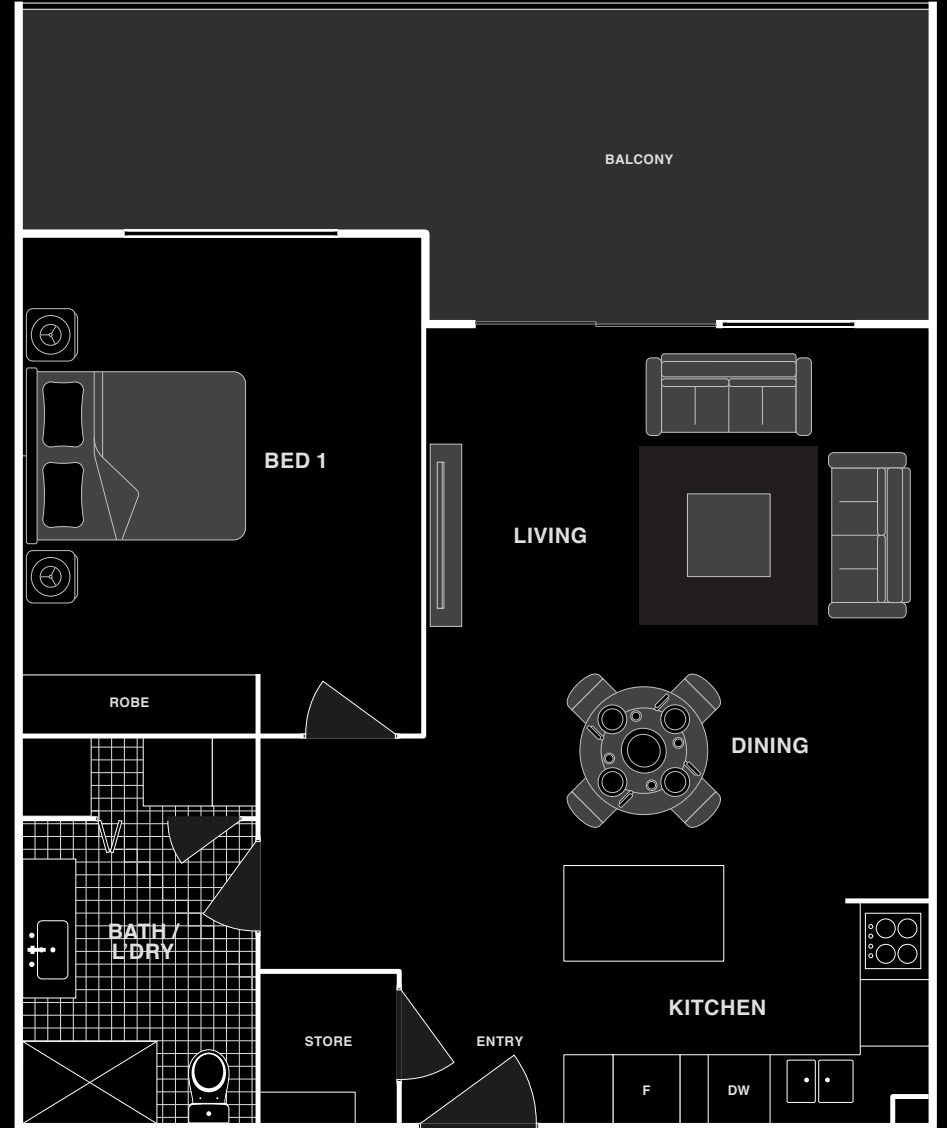 BALCONY
BED 1
LIVING
ROBE
DINING
BATH /
L'DRY
KITCHEN
STORE
ENTRY
F
DW